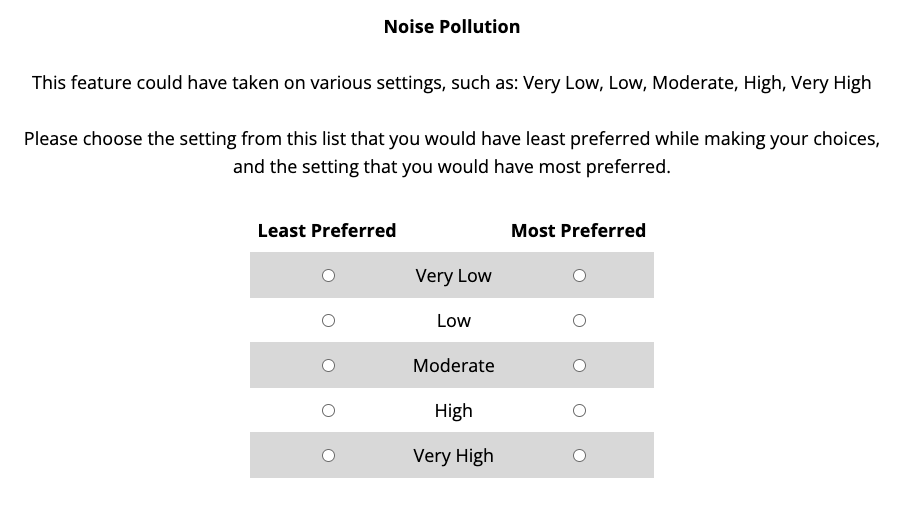 Noise Pollution
This feature could have taken on various settings, such as: Very Low, Low, Moderate, High, Very High
Please choose the setting from this list that you would have least preferred while making your choices,
and the setting that you would have most preferred.
Least Preferred Most Preferred
Very Low
Low
Moderate
High
Very High